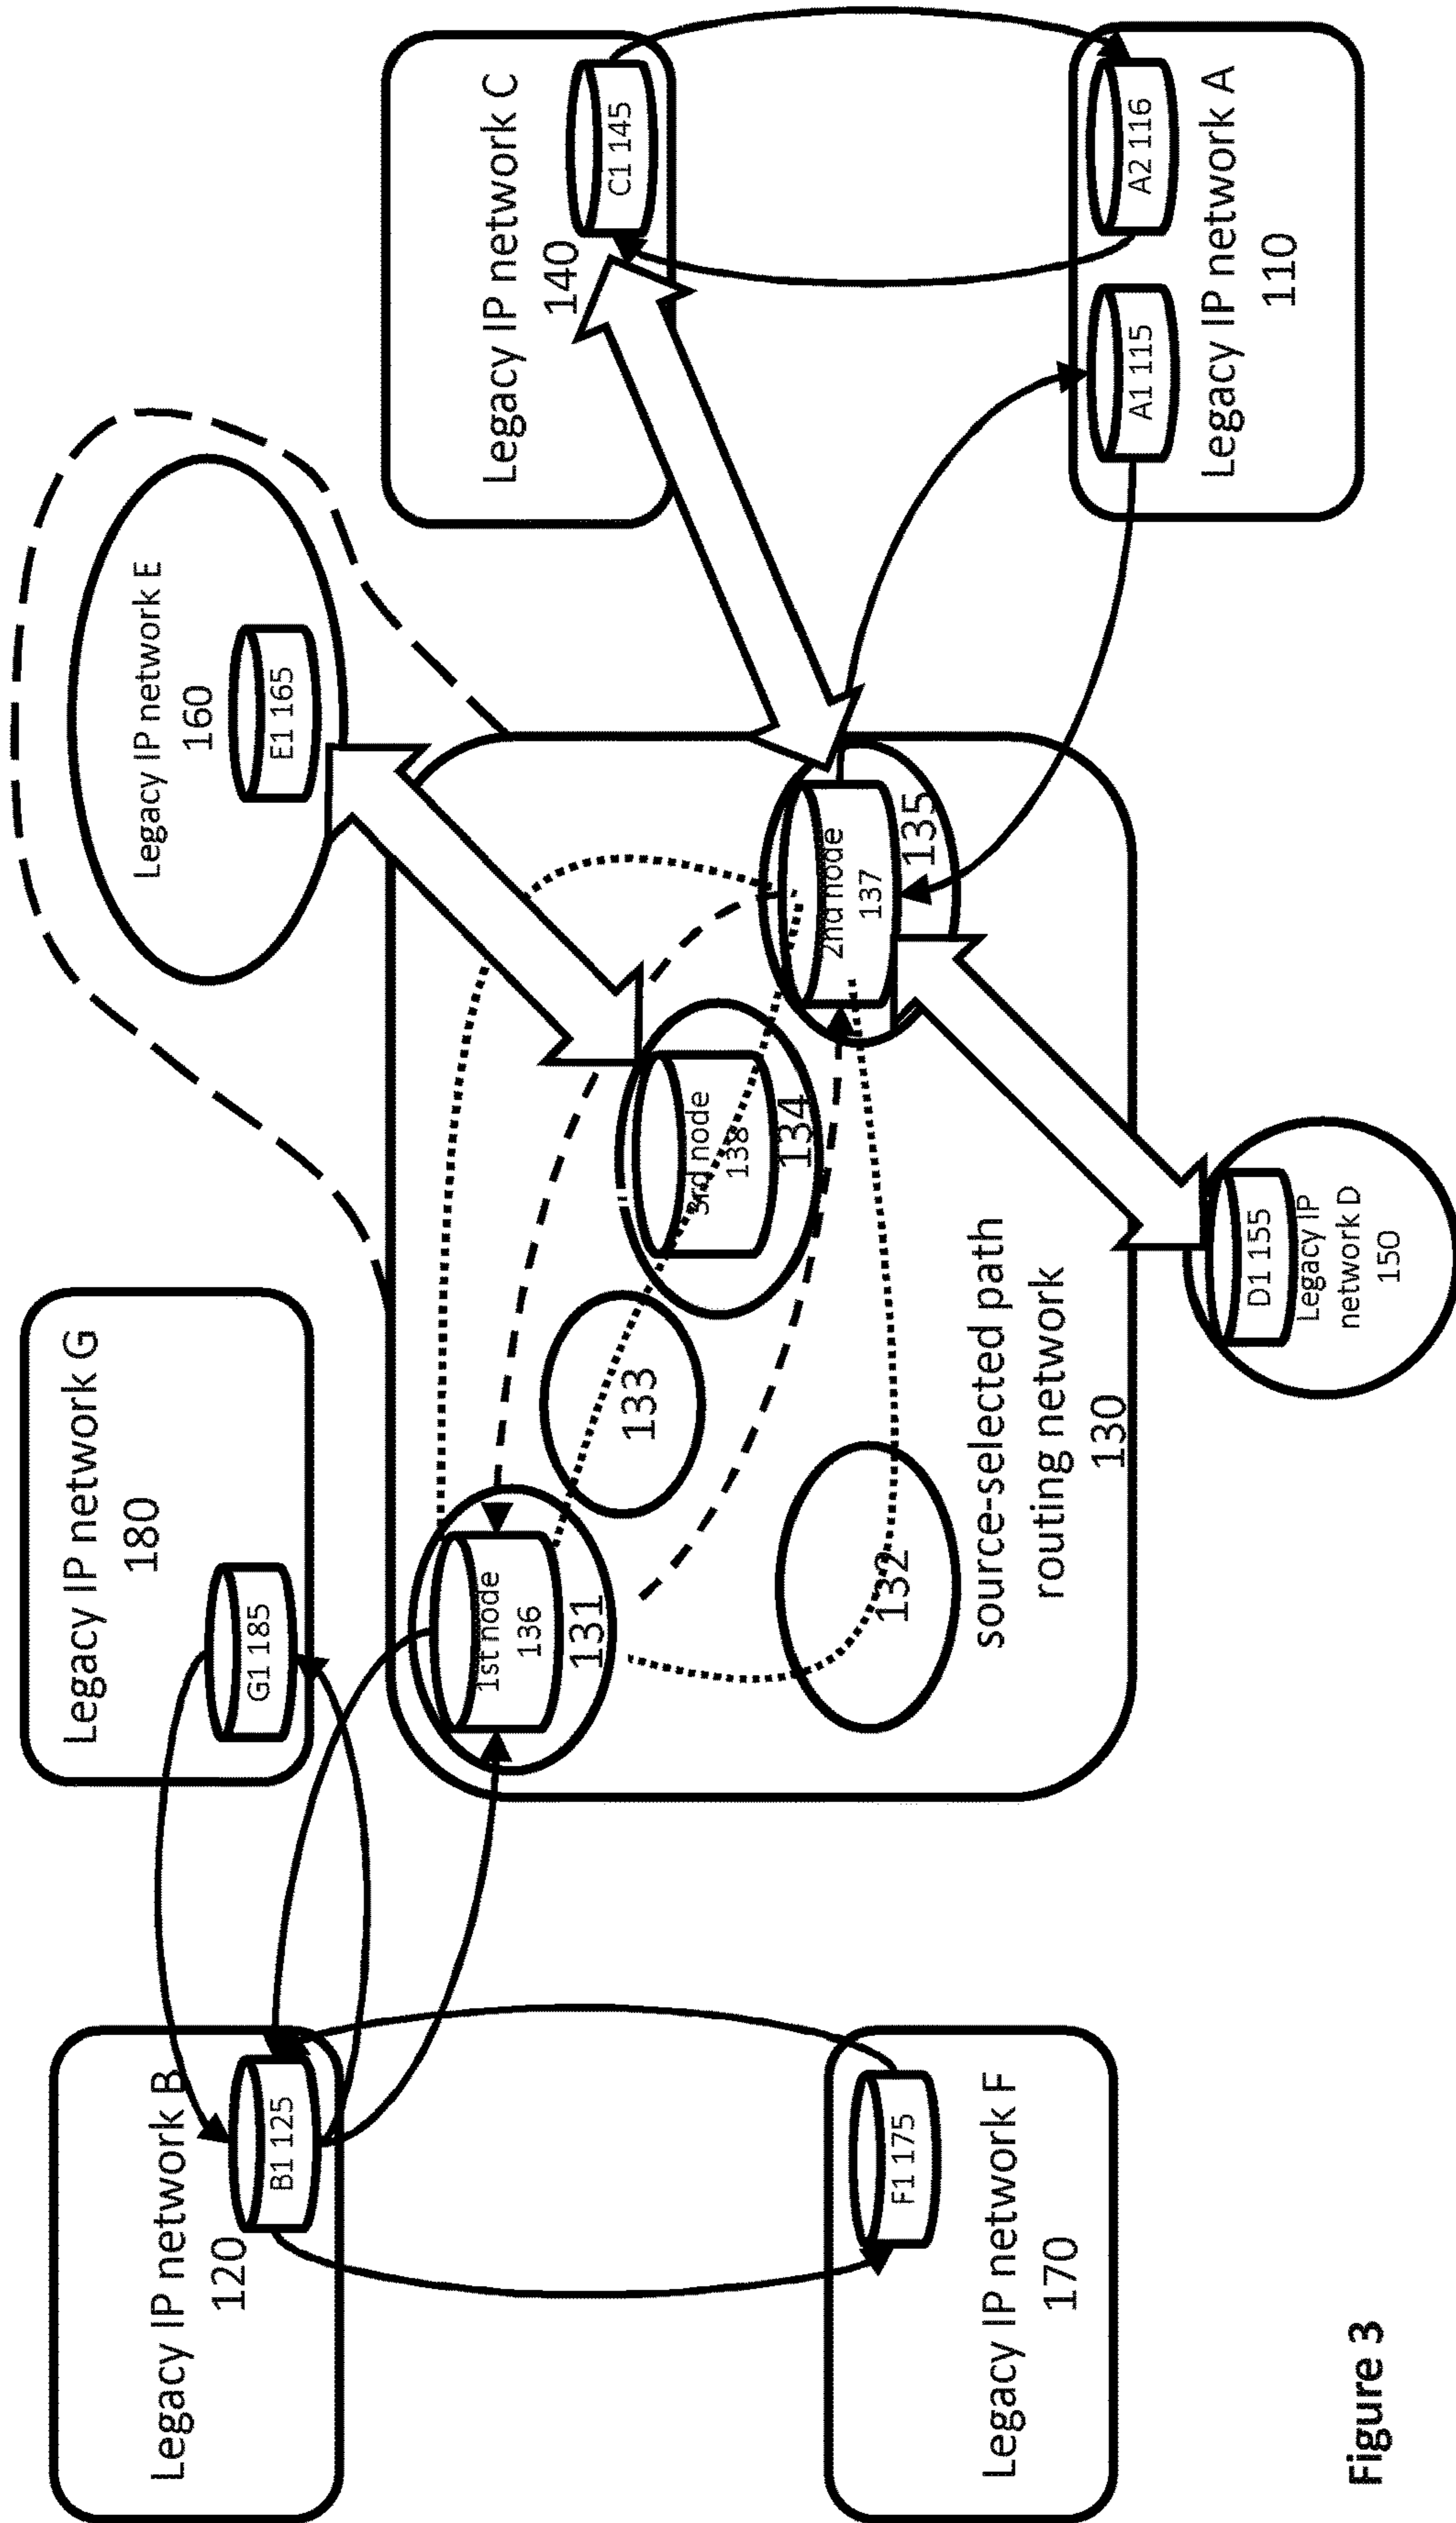 Legacy IP network B
120
B1 125
Legacy IP network G
180
G1 185
Legacy IP network E
160
E1 165
Legacy IP network C
140
C1 145
1st node
136
131
133
3rd node
138
134
2nd node
137
135
132
source-selected path
routing network
130
Legacy IP network F
170
F1 175
D1 155
Legacy IP
network D
150
A1 115
A2 116
Legacy IP network A
110
Figure 3